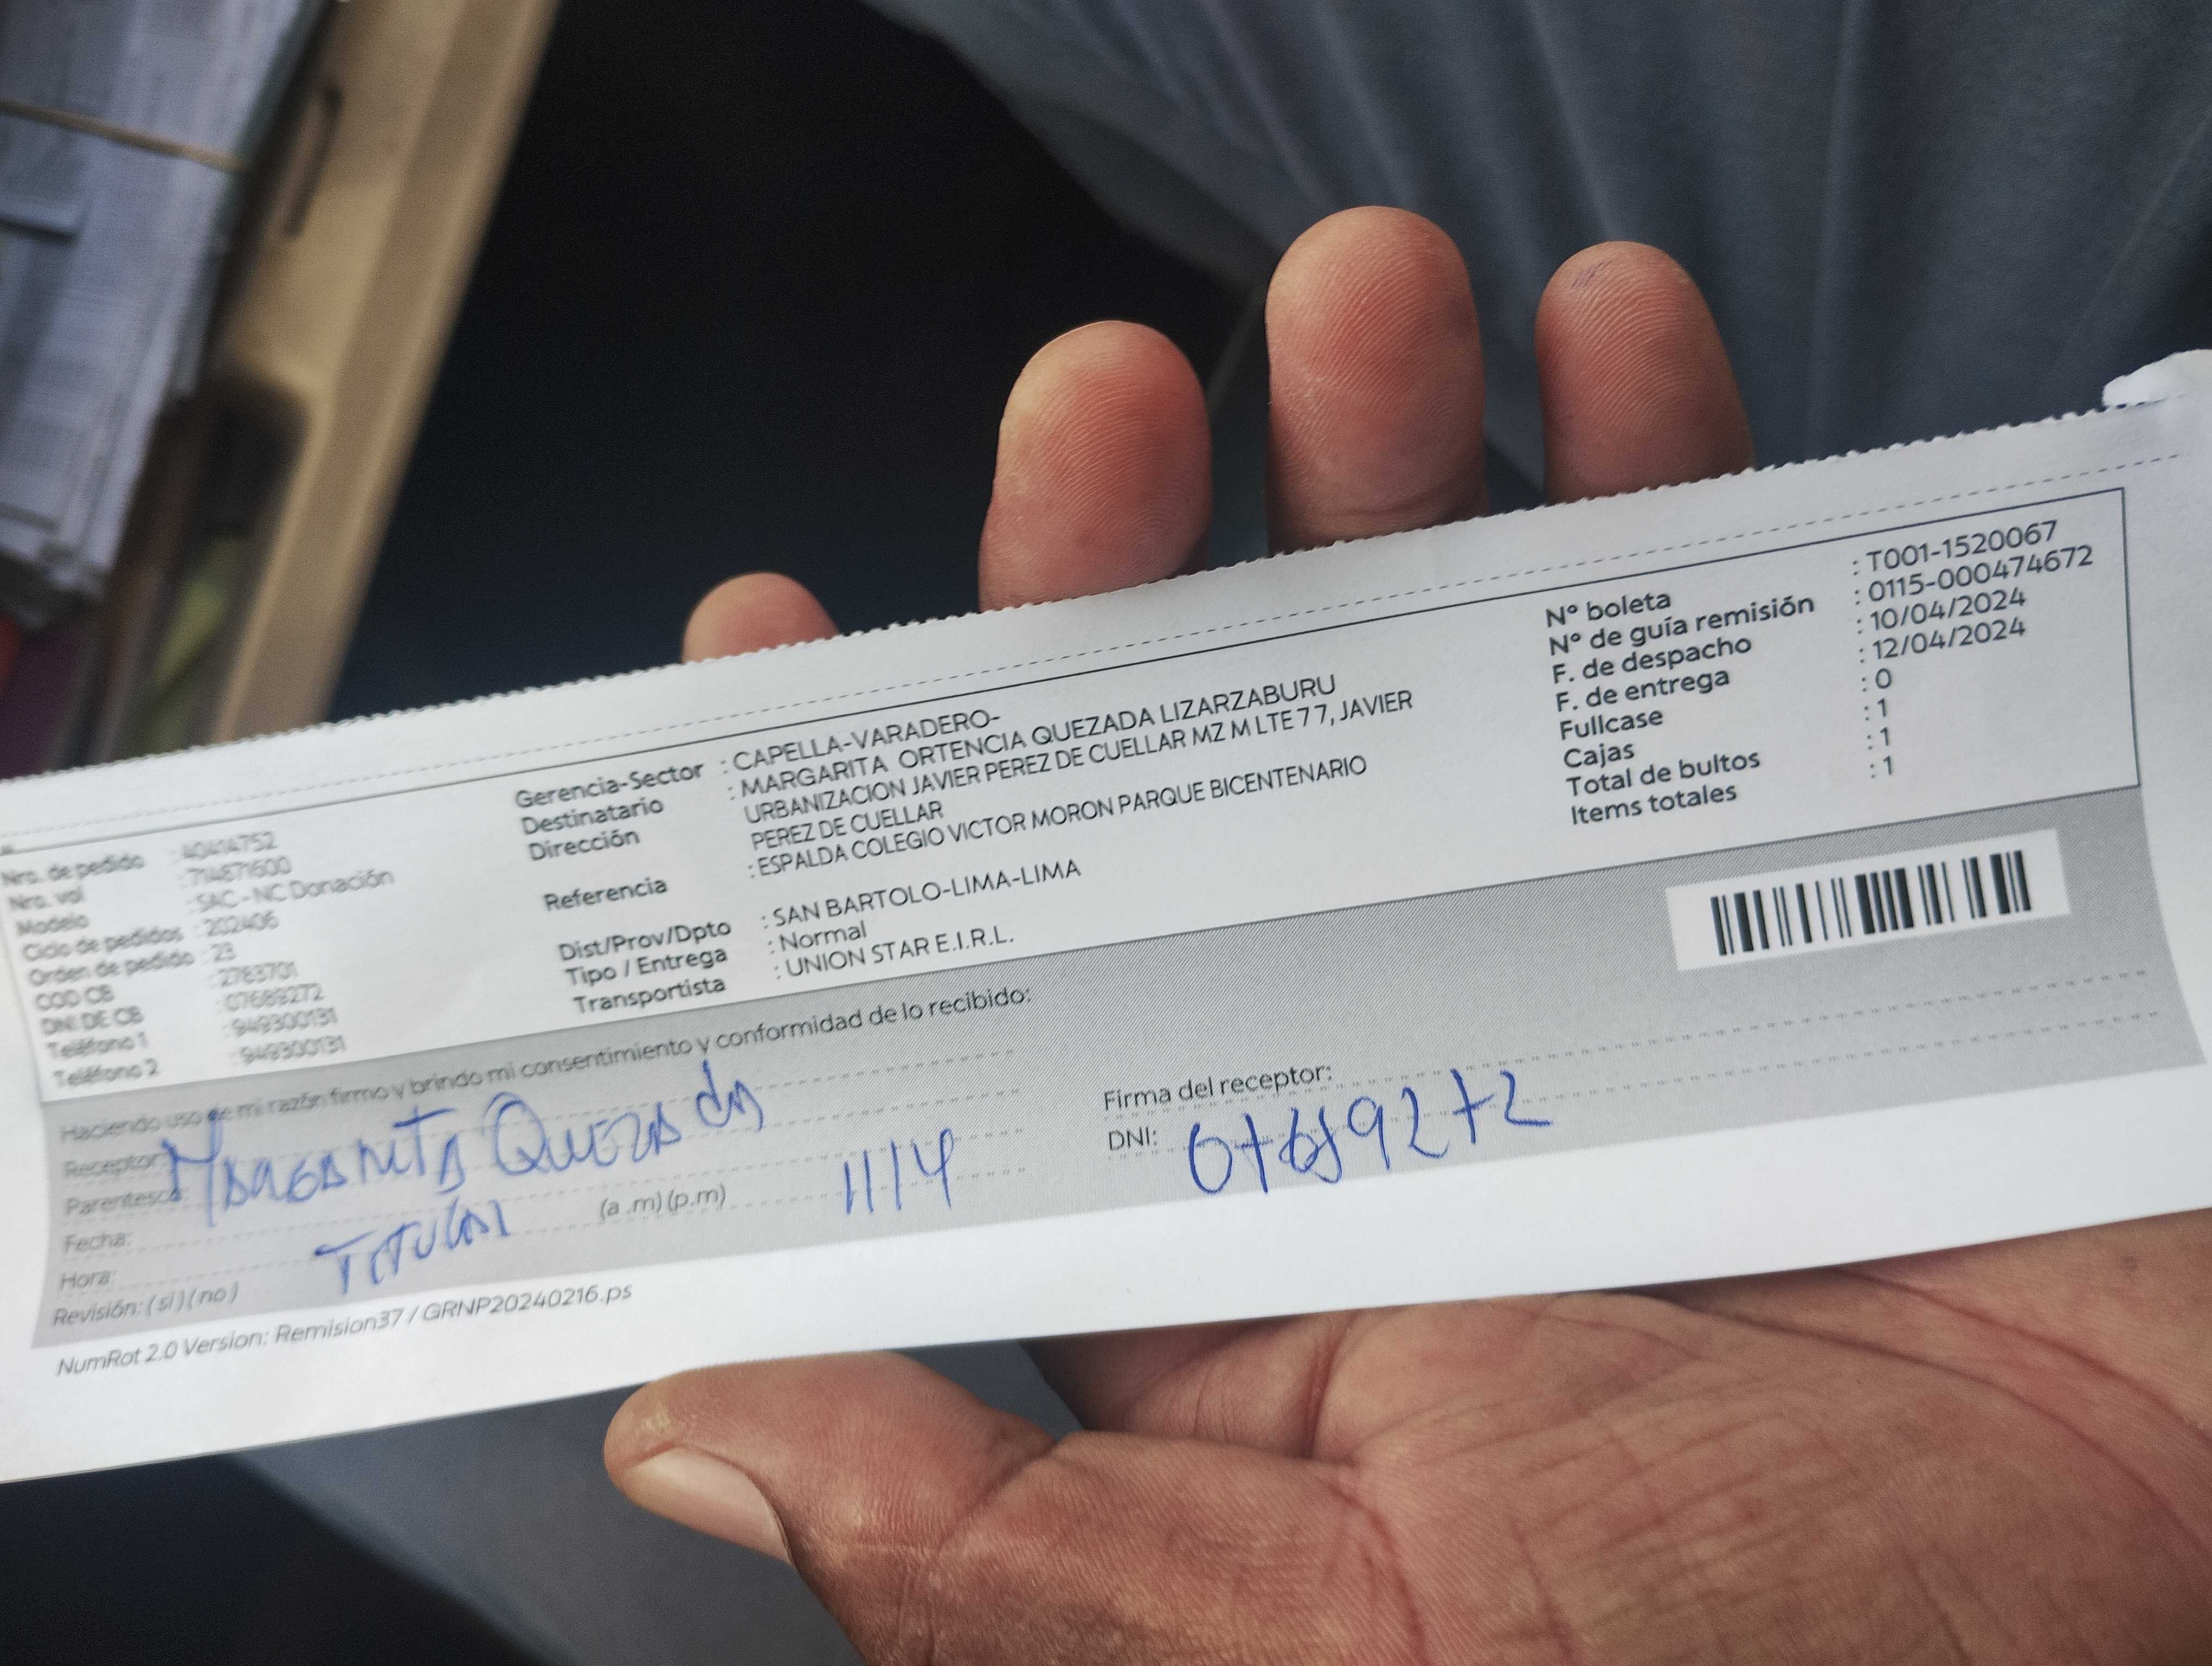 Nro. de pedido : 40414752
Nro. vol : 714871600
Modelo : SAC - NC Donación
Ciclo de pedidos : 202406
Orden de pedido : 23
COD CB : 2783701
DNI DE CB : 07689272
Teléfono 1 : 949300131
Teléfono 2 : 949300131
Gerencia-Sector : CAPELLA-VARADERO-
Destinatario : MARGARITA ORTENCIA QUEZADA LIZARZABURU
Dirección URBANIZACION JAVIER PEREZ DE CUELLAR MZ M LTE 7 7, JAVIER
PEREZ DE CUELLAR
Referencia : ESPALDA COLEGIO VICTOR MORON PARQUE BICENTENARIO
Dist/Prov/Dpto : SAN BARTOLO-LIMA-LIMA
Tipo / Entrega : Normal
Transportista : UNION STAR E.I.R.L.
N° boleta : T001-1520067
N° de guía remisión : 0115-000474672
F. de despacho : 10/04/2024
F. de entrega : 12/04/2024
Fullcase : 0
Cajas : 1
Total de bultos : 1
Items totales : 1
Haciendo uso de mi razón firmo y brindo mi consentimiento y conformidad de lo recibido:
Receptor: Margarita Quezada
Parentesco:
Fecha: 11/4
Hora: (a .m) (p.m)
Titular
Revisión: ( si ) ( no )
Firma del receptor:
DNI: 07689272
NumRot 2.0 Version: Remision37 / GRNP20240216.ps